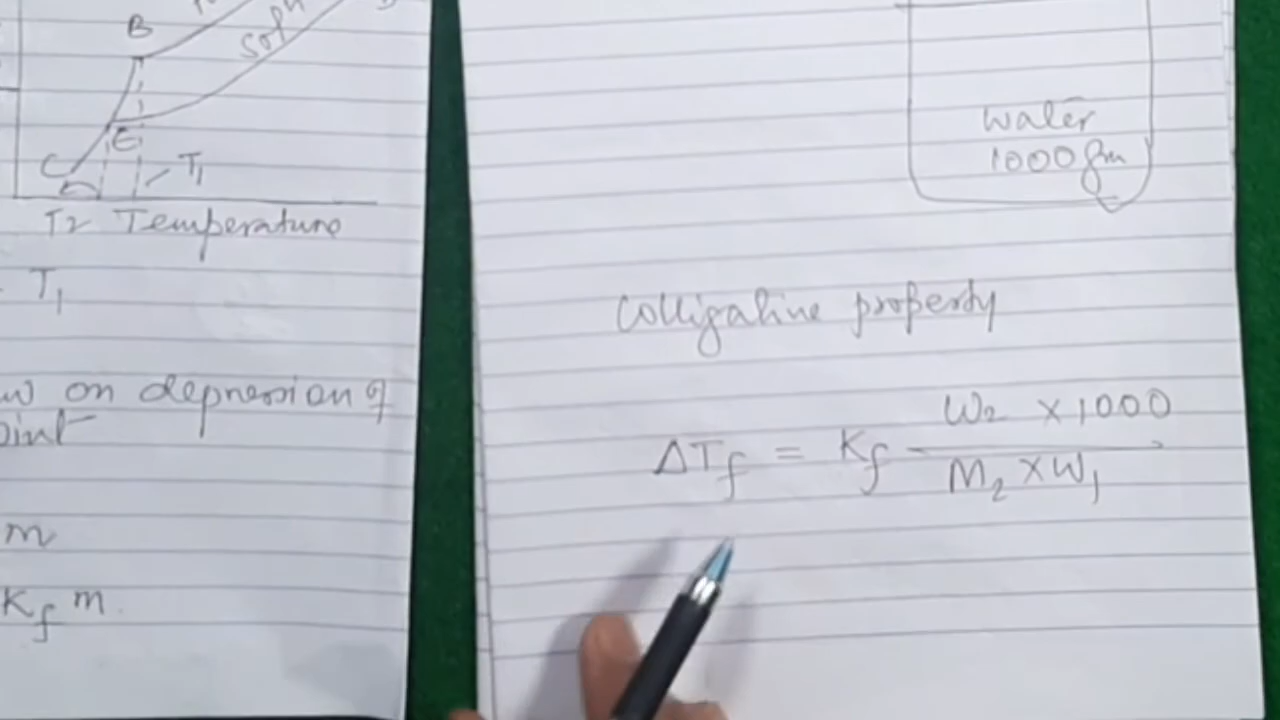 B
soln
E
C
T1
T2 Temperature
T1
on depression of
m
Kf m
water
1000 gm
Colligative property
ΔTf = Kf W2 x 1000 / M2 x W1